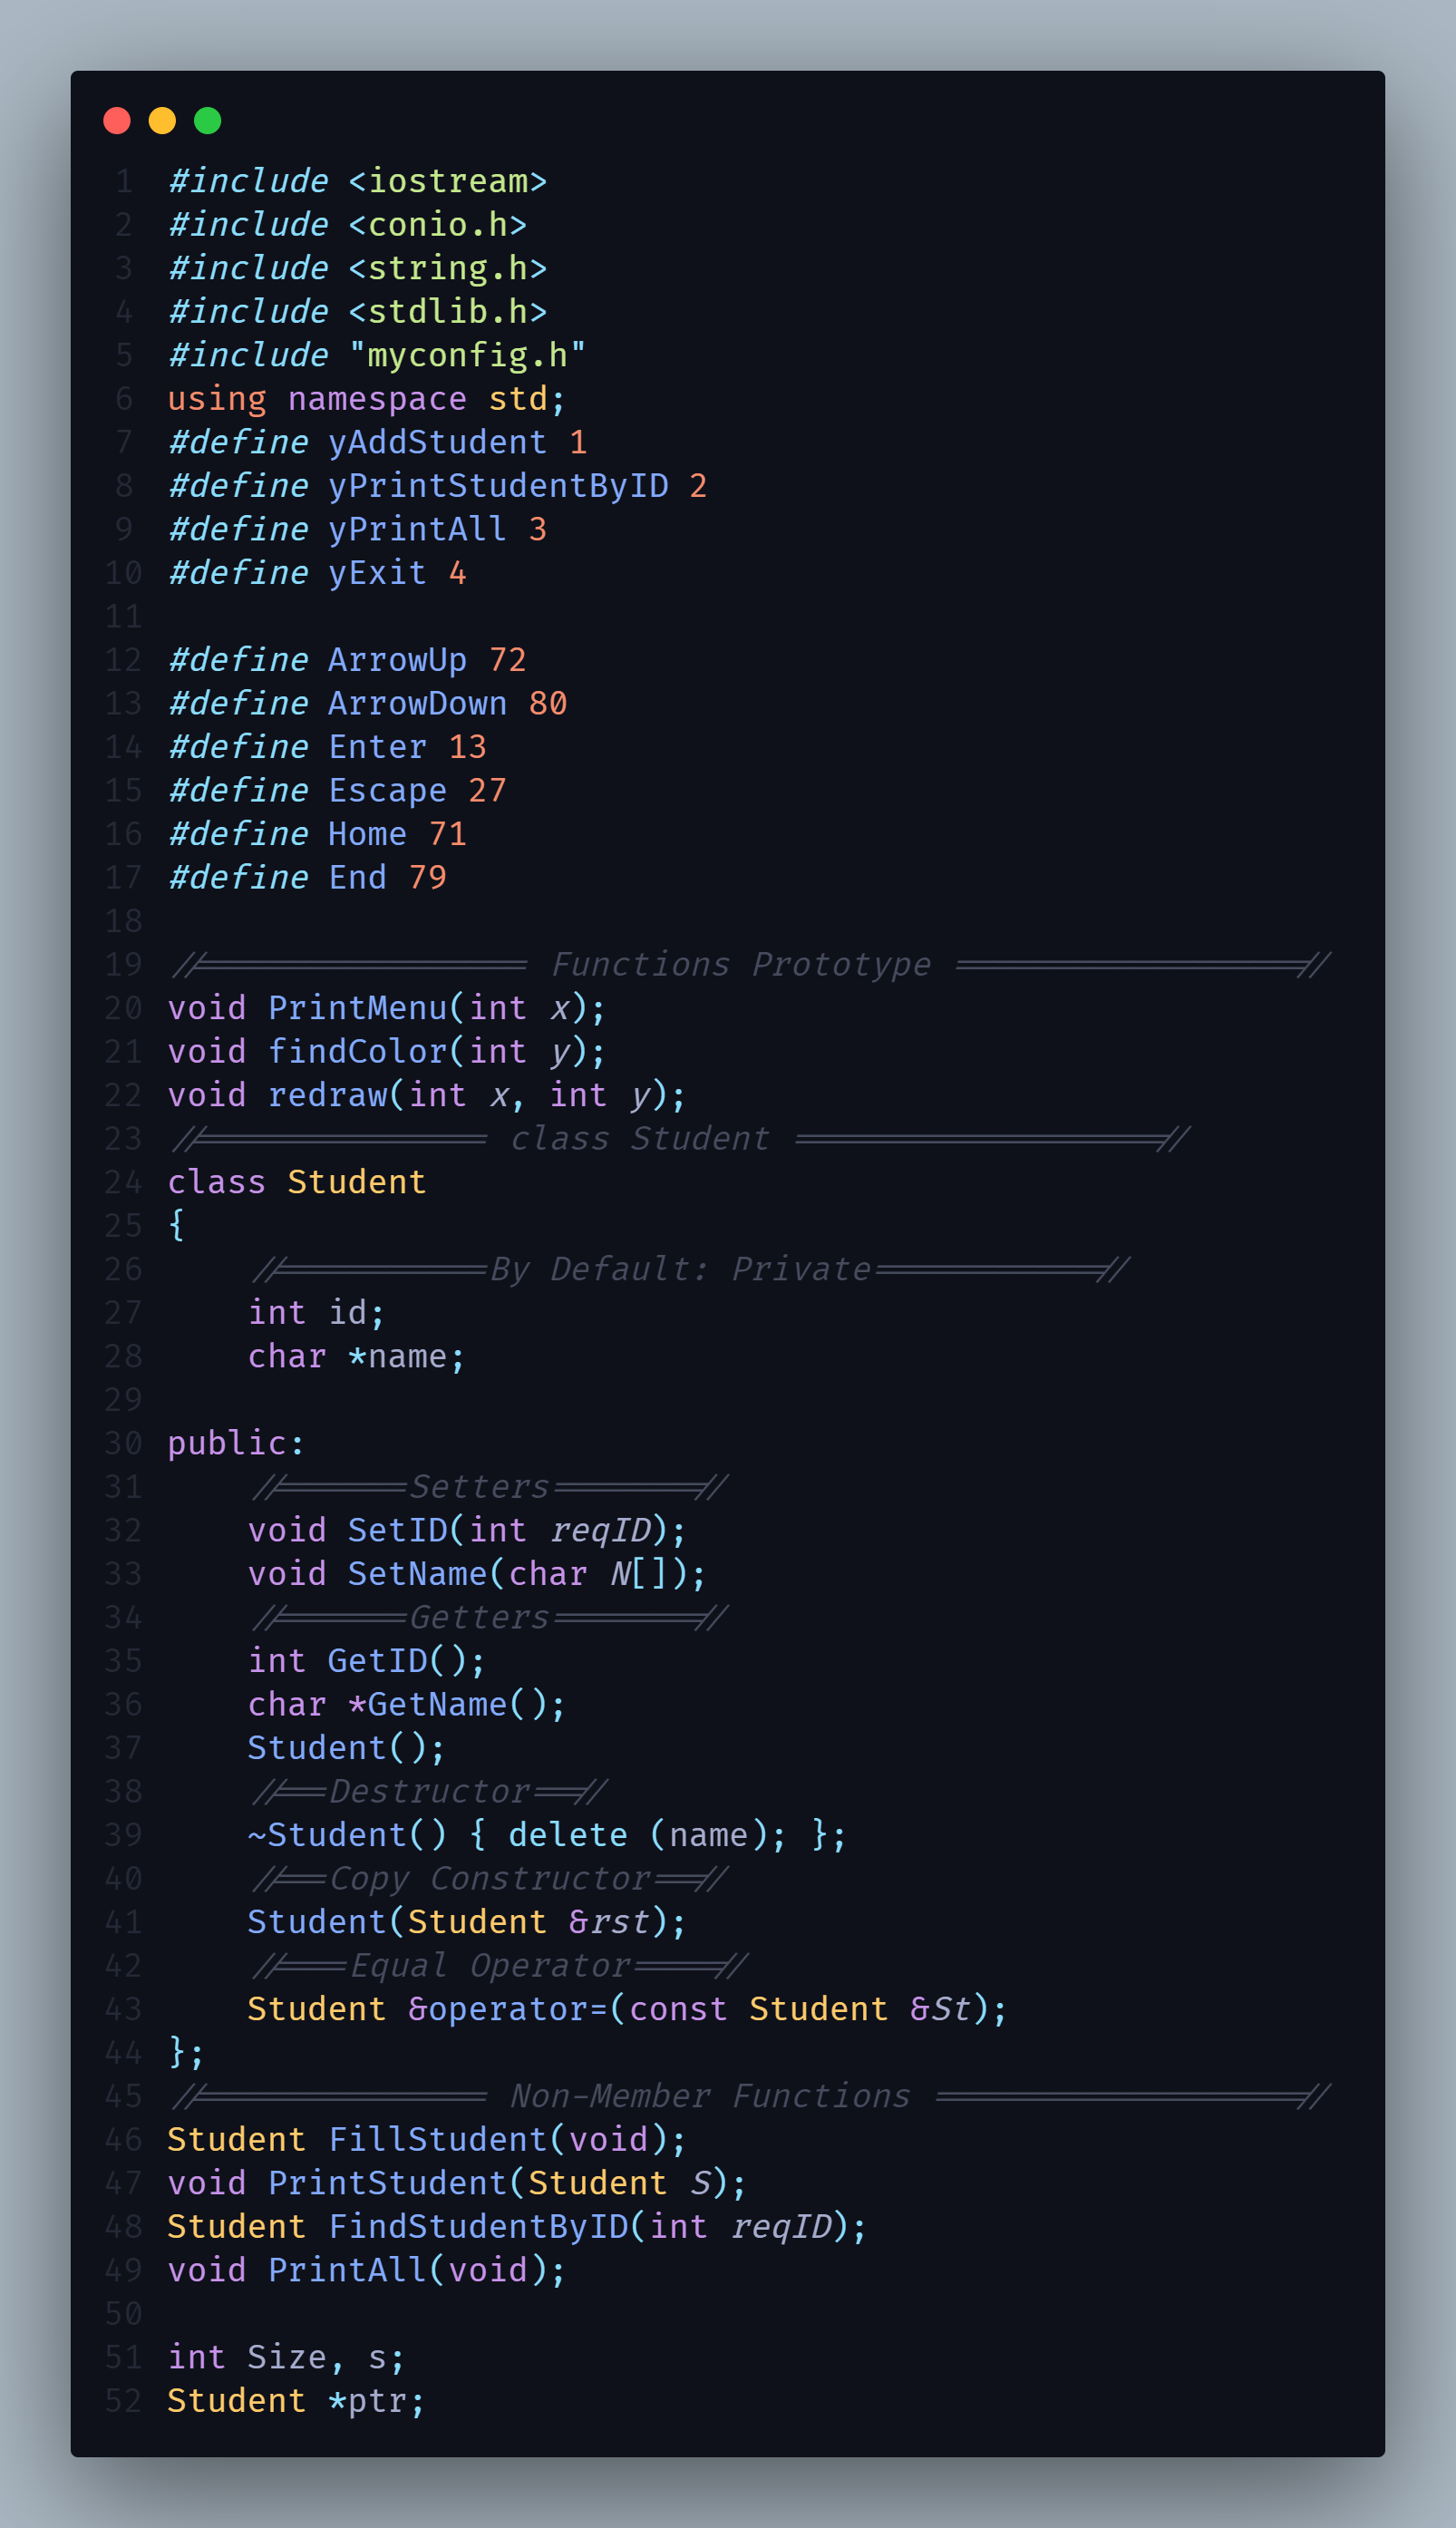 1 #include <iostream>
2 #include <conio.h>
3 #include <string.h>
4 #include <stdlib.h>
5 #include "myconfig.h"
6 using namespace std;
7 #define yAddStudent 1
8 #define yPrintStudentByID 2
9 #define yPrintAll 3
10 #define yExit 4
11
12 #define ArrowUp 72
13 #define ArrowDown 80
14 #define Enter 13
15 #define Escape 27
16 #define Home 71
17 #define End 79
18
19 //================ Functions Prototype =================//
20 void PrintMenu(int x);
21 void findColor(int y);
22 void redraw(int x, int y);
23 //============== class Student ==================//
24 class Student
25 {
26     //==========By Default: Private===========//
27     int id;
28     char *name;
29
30 public:
31     //======Setters=======//
32     void SetID(int reqID);
33     void SetName(char N[]);
34     //======Getters=======//
35     int GetID();
36     char *GetName();
37     Student();
38     //==Destructor==//
39     ~Student() { delete (name); };
40     //==Copy Constructor==//
41     Student(Student &rst);
42     //===Equal Operator====//
43     Student &operator=(const Student &St);
44 };
45 //============== Non-Member Functions ==================//
46 Student FillStudent(void);
47 void PrintStudent(Student S);
48 Student FindStudentByID(int reqID);
49 void PrintAll(void);
50
51 int Size, s;
52 Student *ptr;